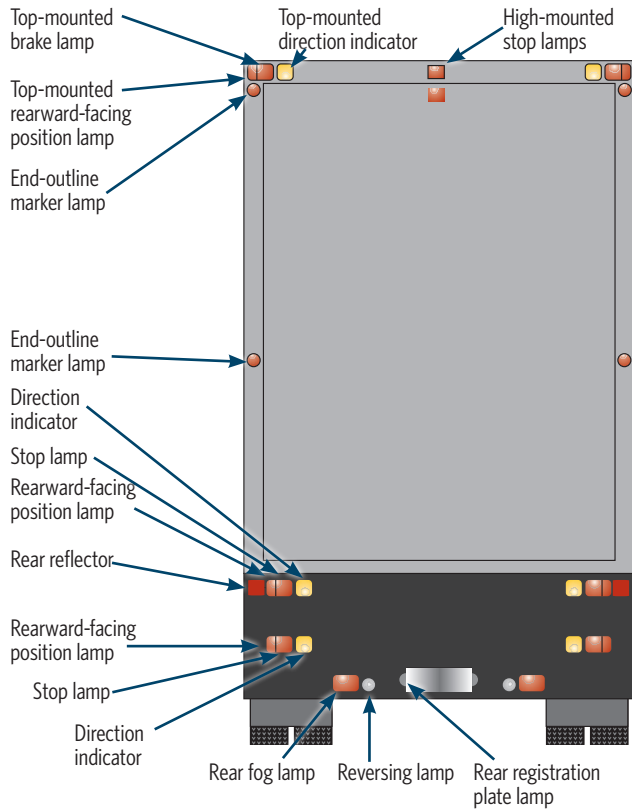 Top-mounted
brake lamp
Top-mounted
direction indicator
High-mounted
stop lamps
Top-mounted
rearward-facing
position lamp
End-outline
marker lamp
End-outline
marker lamp
Direction
indicator
Stop lamp
Rearward-facing
position lamp
Rear reflector
Rearward-facing
position lamp
Stop lamp
Direction
indicator
Rear fog lamp
Reversing lamp
Rear registration
plate lamp